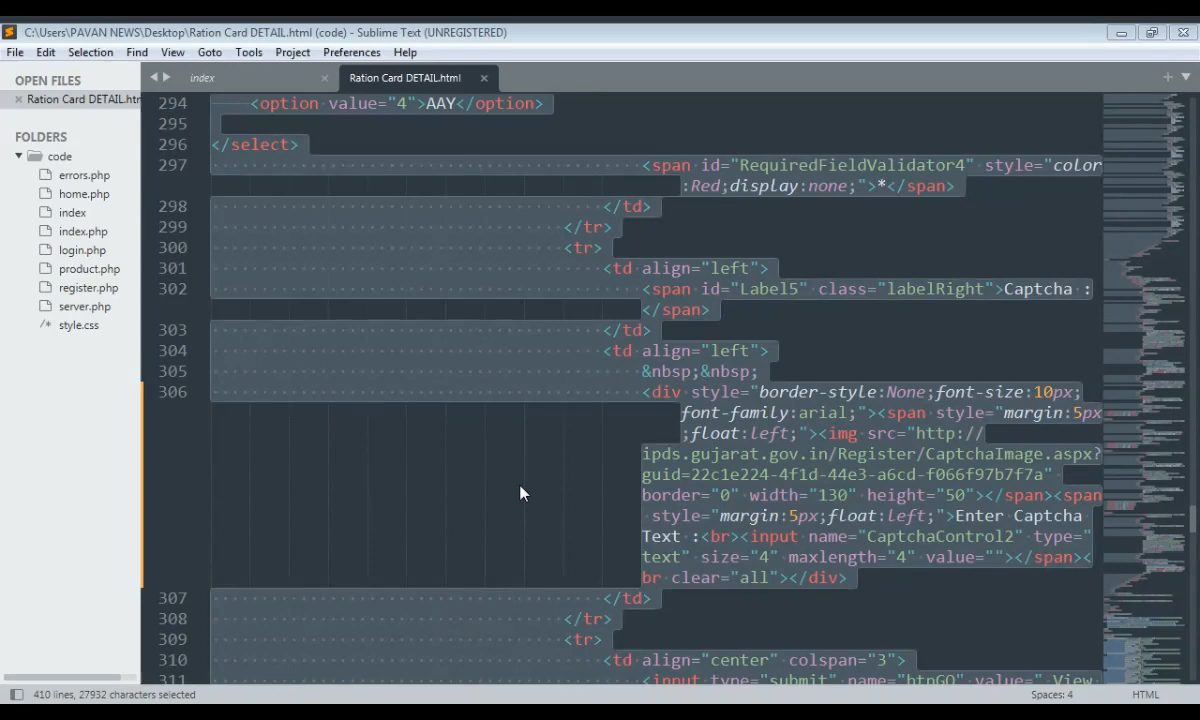 C:\Users\PAVAN NEWS\Desktop\Ration Card DETAIL.html (code) - Sublime Text (UNREGISTERED)
File Edit Selection Find View Goto Tools Project Preferences Help
OPEN FILES
Ration Card DETAIL.htm
FOLDERS
code
errors.php
home.php
index
index.php
login.php
product.php
register.php
server.php
/* style.css
index
Ration Card DETAIL.html
294 <option value="4">AAY</option>
295
296 </select>
297 <span id="RequiredFieldValidator4" style="color
:Red;display:none;">*</span>
298 </td>
299 </tr>
300 <tr>
301 <td align="left">
302 <span id="Label5" class="labelRight">Captcha :
</span>
303 </td>
304 <td align="left">
305 &nbsp;&nbsp;
306 <div style="border-style:None;font-size:10px;
font-family:arial;"><span style="margin:5px
;float:left;"><img src="http://
ipds.gujarat.gov.in/Register/CaptchaImage.aspx?
guid=22c1e224-4f1d-44e3-a6cd-f066f97b7f7a"
border="0" width="130" height="50"></span><span
style="margin:5px;float:left;">Enter Captcha
Text :<br><input name="CaptchaControl2" type="
text" size="4" maxlength="4" value=""></span><
br clear="all"></div>
307 </td>
308 </tr>
309 <tr>
310 <td align="center" colspan="3">
311 <input type="submit" name="btnGO" value=" View
410 lines, 27932 characters selected
Spaces: 4
HTML